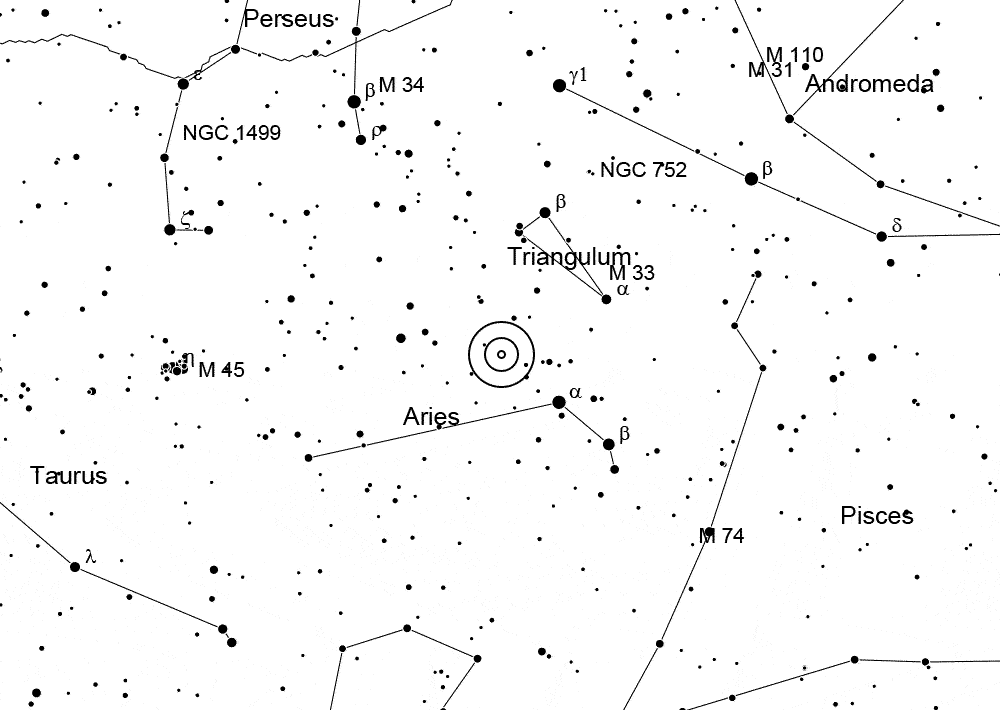 Perseus
γ1
M 110
M 31
ε
β M 34
Andromeda
NGC 1499
ρ
NGC 752
β
ζ
β
δ
Triangulum
M 33
α
η
M 45
α
Aries
β
Taurus
Pisces
M 74
λ